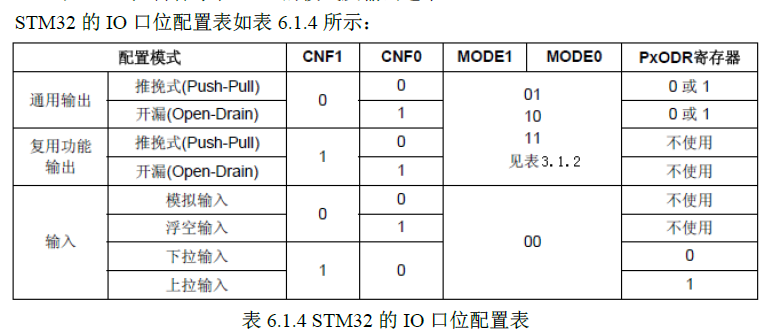 STM32 的 IO 口位配置表如表 6.1.4 所示：
配置模式 CNF1 CNF0 MODE1 MODE0 PxODR寄存器
通用输出 推挽式(Push-Pull) 0 0 01 10 11 见表3.1.2 0 或 1
开漏(Open-Drain) 1 0 或 1
复用功能输出 推挽式(Push-Pull) 1 0 不使用
开漏(Open-Drain) 1 不使用
输入 模拟输入 0 0 00 不使用
浮空输入 1 不使用
下拉输入 1 0 0
上拉输入 1
表 6.1.4 STM32 的 IO 口位配置表